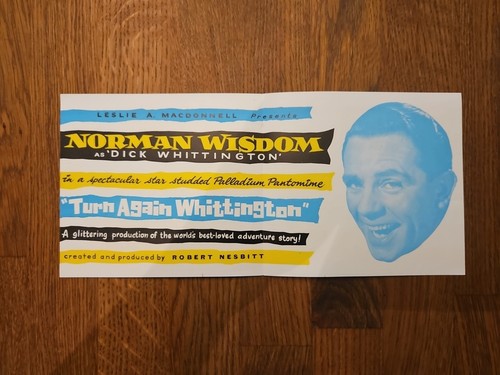 LESLIE A. MACDONNELL Presents
NORMAN WISDOM
AS 'DICK WHITTINGTON'
in a spectacular star studded Palladium Pantomime
"Turn Again Whittington"
A glittering production of the world's best-loved adventure story!
created and produced by ROBERT NESBITT